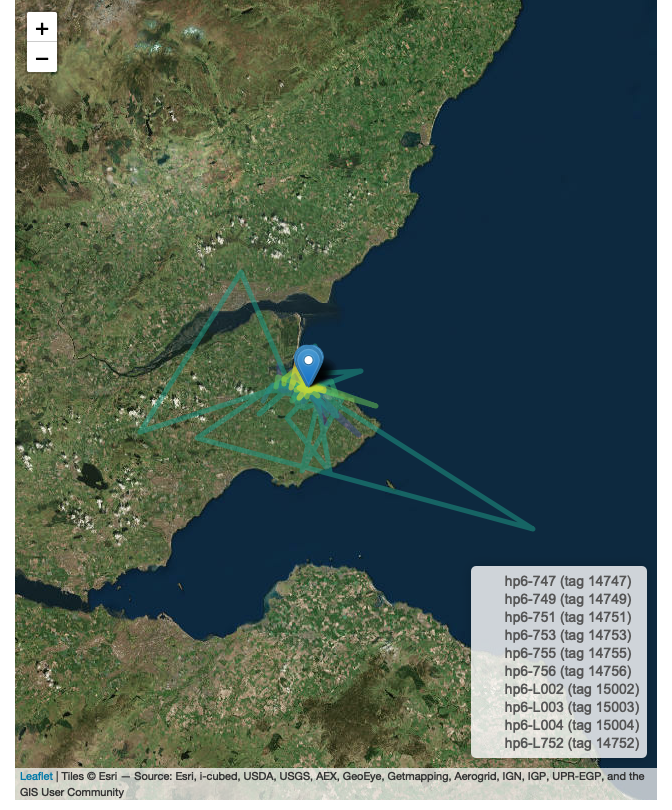 +
−
hp6-747 (tag 14747)
hp6-749 (tag 14749)
hp6-751 (tag 14751)
hp6-753 (tag 14753)
hp6-755 (tag 14755)
hp6-756 (tag 14756)
hp6-L002 (tag 15002)
hp6-L003 (tag 15003)
hp6-L004 (tag 15004)
hp6-L752 (tag 14752)
Leaflet | Tiles © Esri — Source: Esri, i-cubed, USDA, USGS, AEX, GeoEye, Getmapping, Aerogrid, IGN, IGP, UPR-EGP, and the
GIS User Community